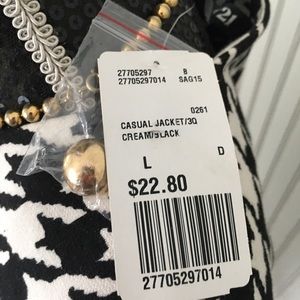 27705297 B
27705297014 SAG15
0261
CASUAL JACKET/3Q
CREAM/BLACK
L D
$22.80
27705297014